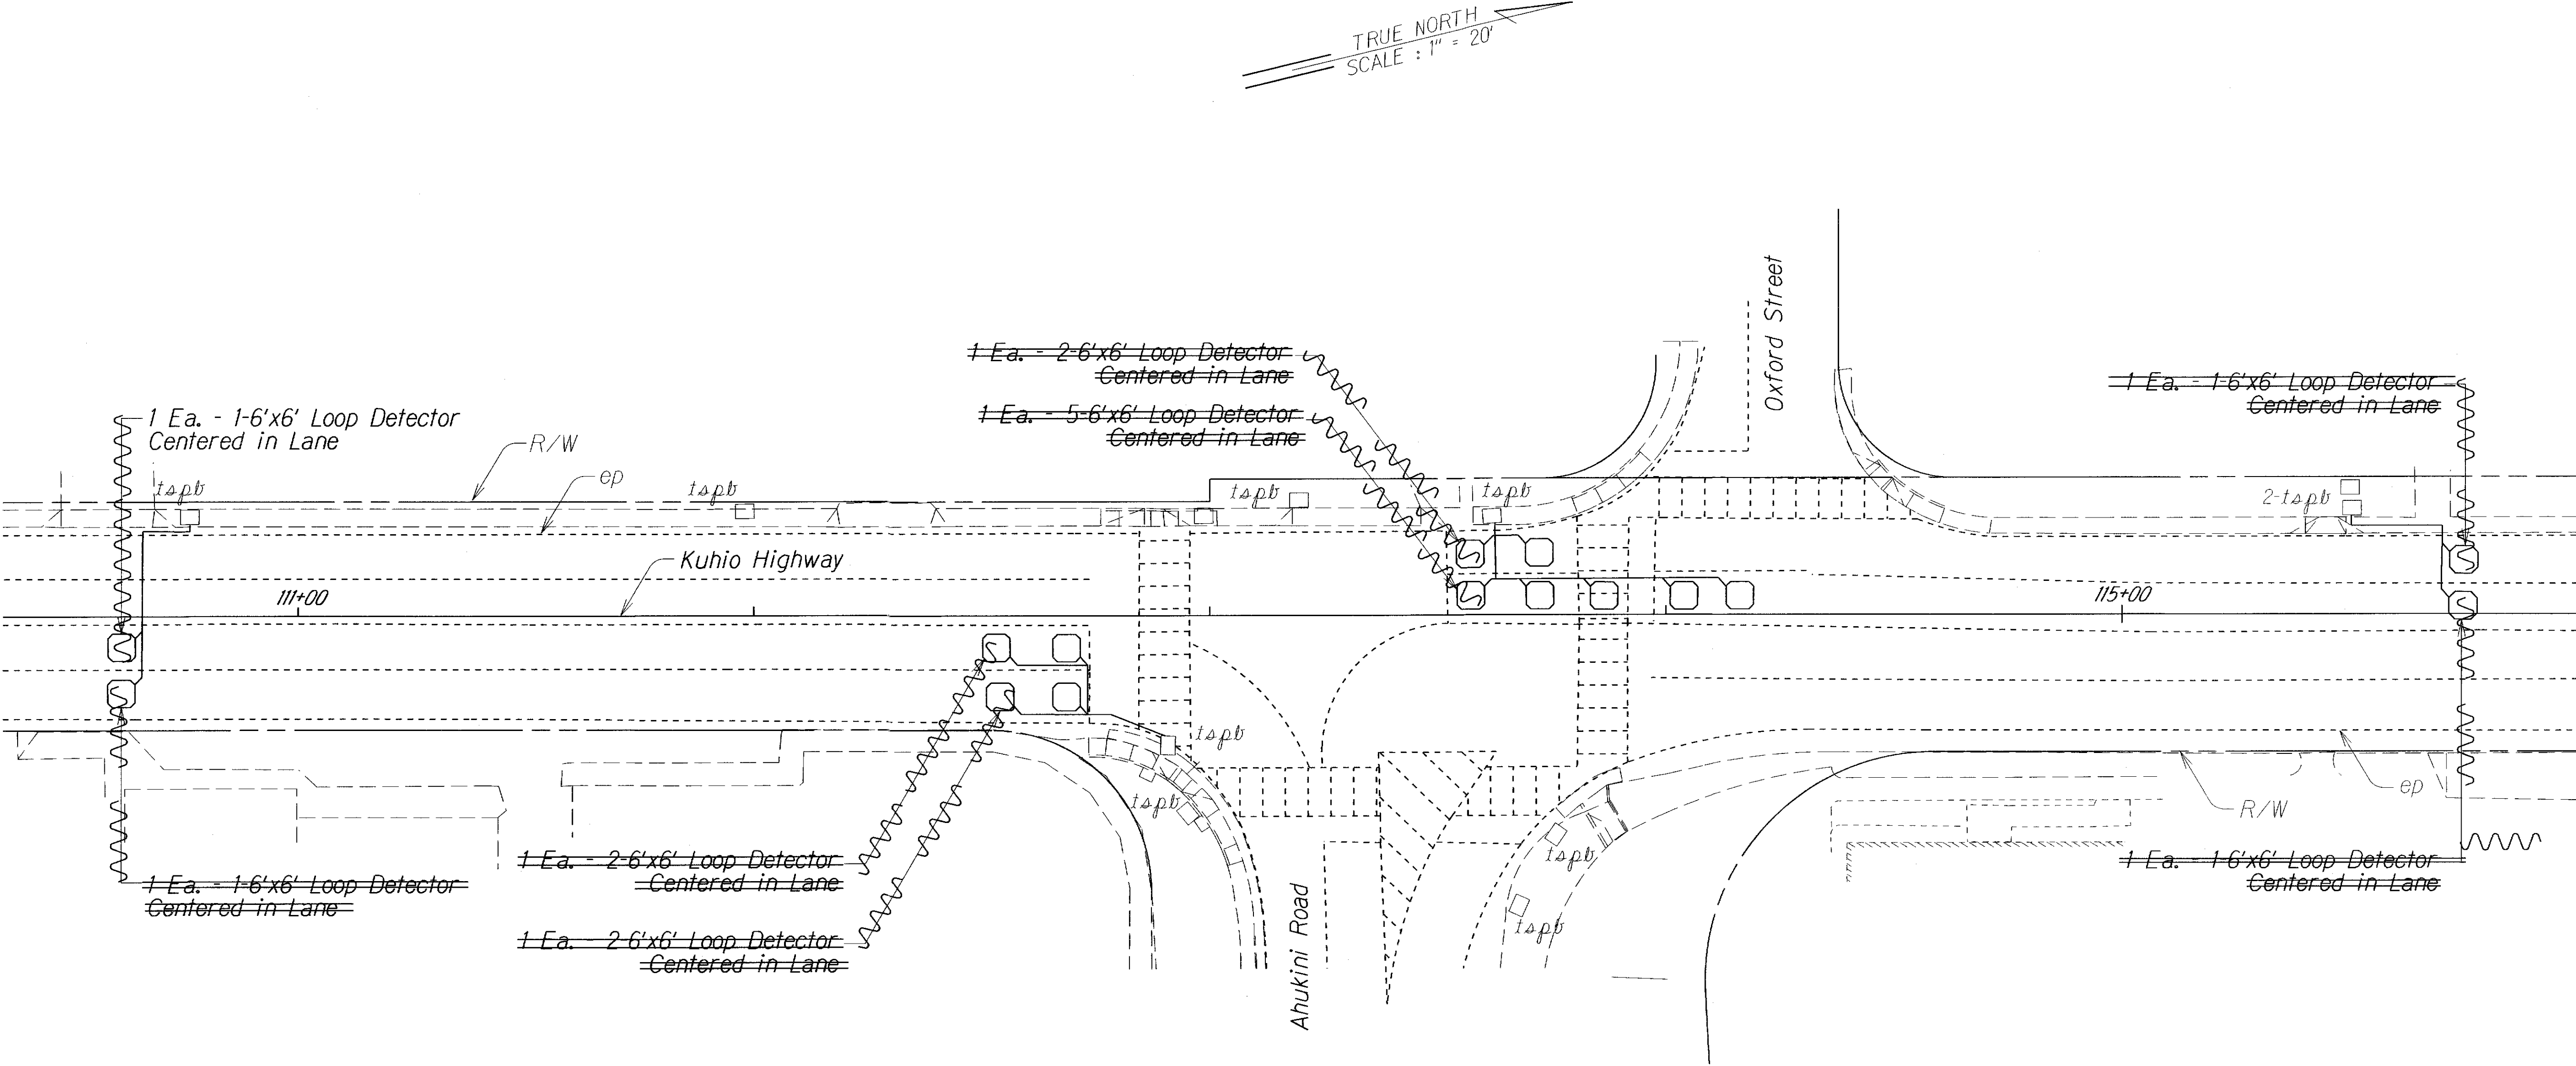 TRUE NORTH
SCALE : 1" = 20'
Oxford Street
1 Ea. - 2-6'x6' Loop Detector
Centered in Lane
1 Ea. - 5-6'x6' Loop Detector
Centered in Lane
1 Ea. - 1-6'x6' Loop Detector
Centered in Lane
1 Ea. - 1-6'x6' Loop Detector
Centered in Lane
R/W
ep
tspb
tspb
tspb
tspb
2-tspb
Kuhio Highway
111+00
115+00
tspb
tspb
tspb
tspb
ep
R/W
1 Ea. - 2-6'x6' Loop Detector
Centered in Lane
1 Ea. - 1-6'x6' Loop Detector
Centered in Lane
1 Ea. - 1-6'x6' Loop Detector
Centered in Lane
1 Ea. - 2-6'x6' Loop Detector
Centered in Lane
Ahukini Road